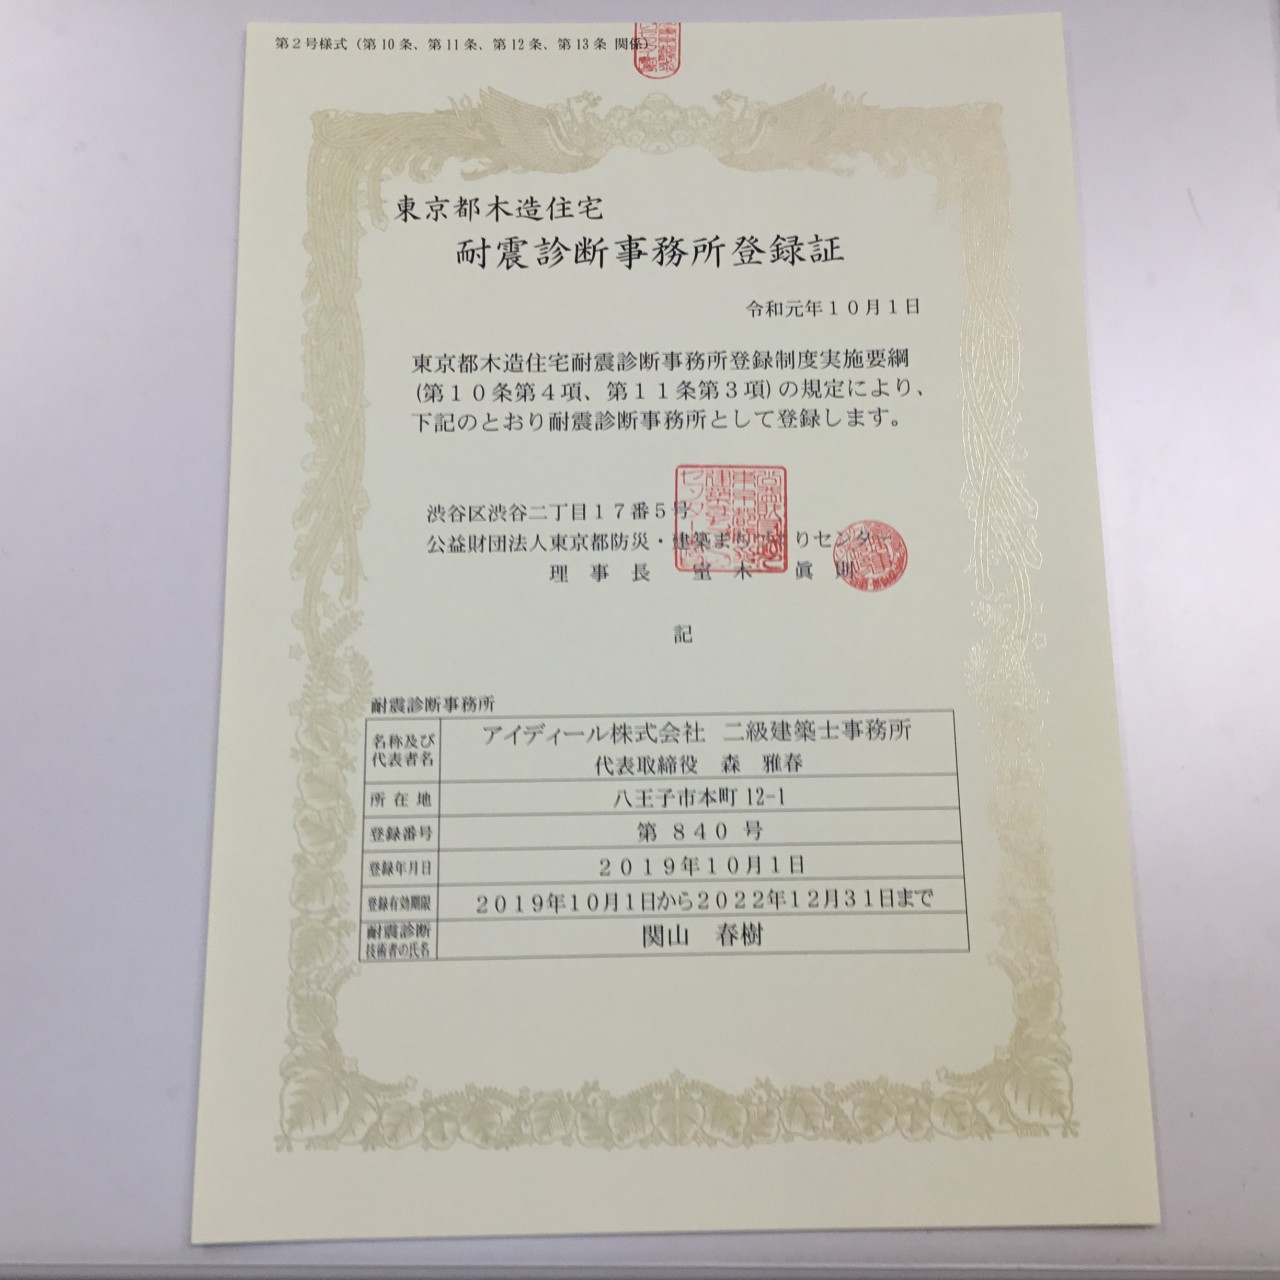 第2号様式（第10条、第11条、第12条、第13条 関係）
東京都木造住宅
耐震診断事務所登録証
令和元年１０月１日
東京都木造住宅耐震診断事務所登録制度実施要綱
(第１０条第４項、第１１条第３項)の規定により、
下記のとおり耐震診断事務所として登録します。
渋谷区渋谷二丁目１７番５号
公益財団法人東京都防災・建築まちづくりセンター
理事長 室木 眞則
記
耐震診断事務所
名称及び
代表者名
アイディール株式会社 二級建築士事務所
代表取締役 森 雅春
所在地
八王子市本町 12-1
登録番号
第 ８４０ 号
登録年月日
２０１９年１０月１日
登録有効期限
２０１９年１０月１日から２０２２年１２月３１日まで
耐震診断
技術者の氏名
関山 春樹